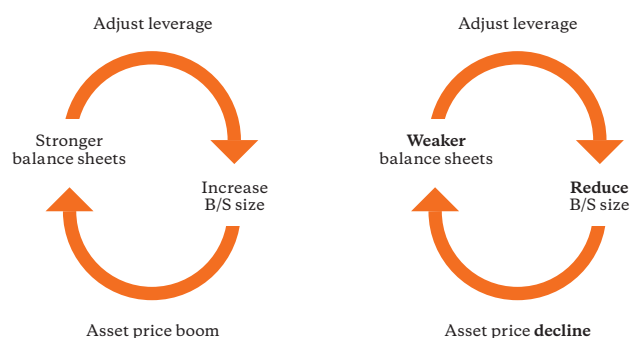 Adjust leverage
Stronger
balance sheets
Increase
B/S size
Asset price boom
Adjust leverage
Weaker
balance sheets
Reduce
B/S size
Asset price decline